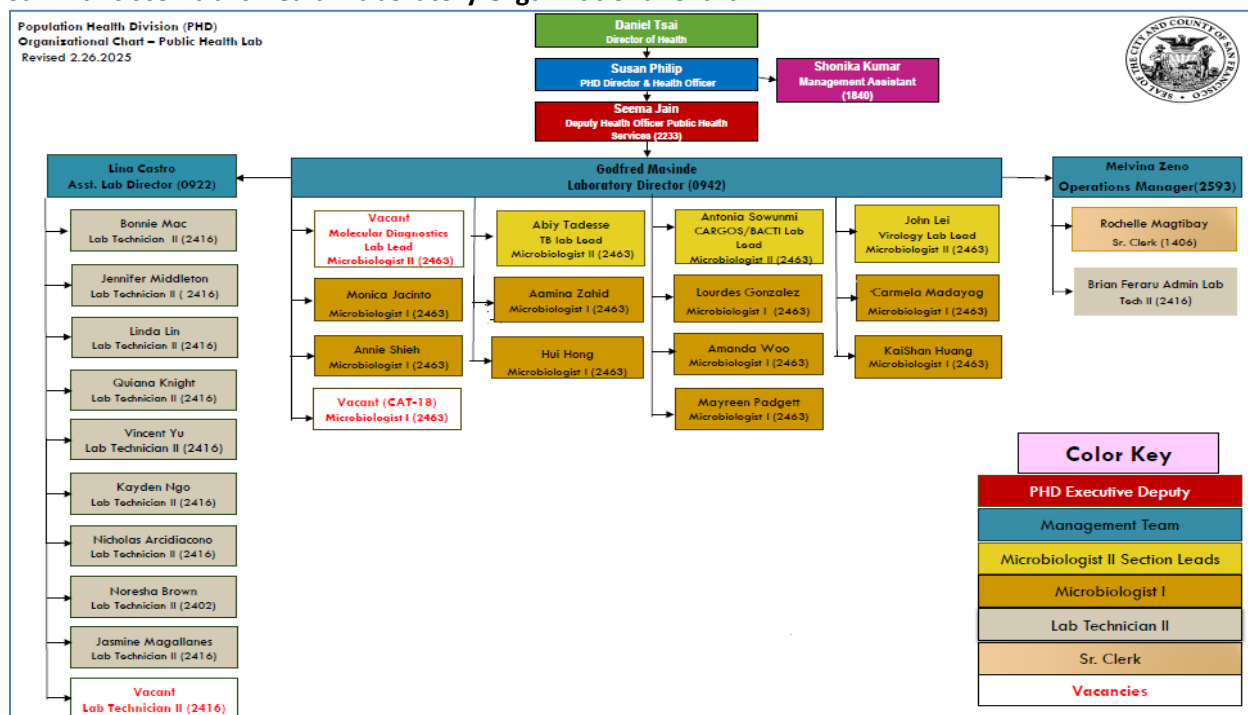 Population Health Division (PHD)
Organizational Chart – Public Health Lab
Revised 2.26.2025
Daniel Tsai
Director of Health
Susan Philip
PHD Director & Health Officer
Shonika Kumar
Management Assistant
(1840)
Seema Jain
Deputy Health Officer Public Health
Services (2233)
SEAL OF THE CITY AND COUNTY OF SAN FRANCISCO
Lina Castro
Asst. Lab Director (0922)
Godfred Masinde
Laboratory Director (0942)
Melvina Zeno
Operations Manager(2593)
Bonnie Mac
Lab Technician II (2416)
Jennifer Middleton
Lab Technician II ( 2416)
Linda Lin
Lab Technician II (2416)
Quiana Knight
Lab Technician II (2416)
Vincent Yu
Lab Technician II (2416)
Kayden Ngo
Lab Technician II (2416)
Nicholas Arcidiacono
Lab Technician II (2416)
Noresha Brown
Lab Technician II (2402)
Jasmine Magallanes
Lab Technician II (2416)
Vacant
Lab Technician II (2416)
Vacant
Molecular Diagnostics
Lab Lead
Microbiologist II (2463)
Monica Jacinto
Microbiologist I (2463)
Annie Shieh
Microbiologist I (2463)
Vacant (CAT-18)
Microbiologist I (2463)
Abiy Tadesse
TB lab Lead
Microbiologist II (2463)
Aamina Zahid
Microbiologist I (2463)
Hui Hong
Microbiologist I (2463)
Antonia Sowunmi
CARGOS/BACTI Lab
Lead
Microbiologist II (2463)
Lourdes Gonzalez
Microbiologist I (2463)
Amanda Woo
Microbiologist I (2463)
Mayreen Padgett
Microbiologist I (2463)
John Lei
Virology Lab Lead
Microbiologist II (2463)
Carmela Madayag
Microbiologist I (2463)
KaiShan Huang
Microbiologist I (2463)
Rochelle Magtibay
Sr. Clerk (1406)
Brian Feraru Admin Lab
Tech II (2416)
Color Key
PHD Executive Deputy
Management Team
Microbiologist II Section Leads
Microbiologist I
Lab Technician II
Sr. Clerk
Vacancies